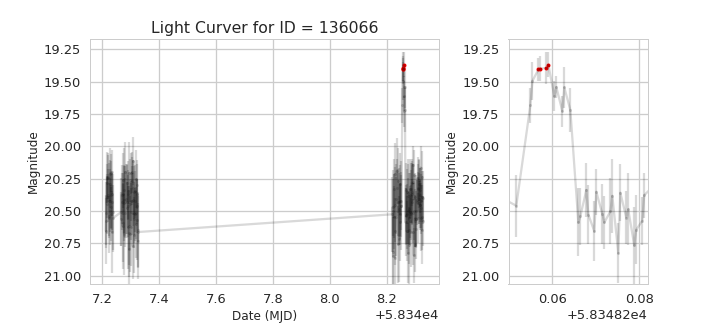 Light Curver for ID = 136066
19.25
19.50
19.75
20.00
20.25
20.50
20.75
21.00
Magnitude
7.2 7.4 7.6 7.8 8.0 8.2
Date (MJD)
+5.834e4
19.25
19.50
19.75
20.00
20.25
20.50
20.75
21.00
Magnitude
0.06 0.08
+5.83482e4